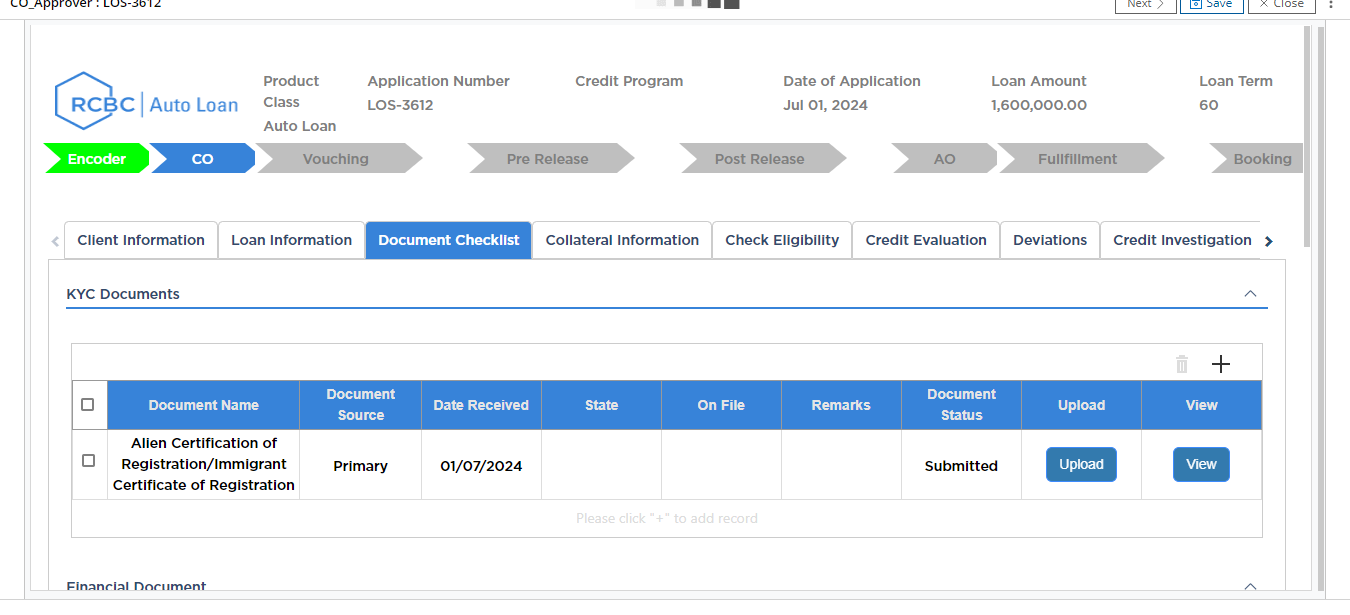 CO_Approver : LOS-3612
Next
Save
Close
RCBC Auto Loan
Product Class
Auto Loan
Application Number
LOS-3612
Credit Program
Date of Application
Jul 01, 2024
Loan Amount
1,600,000.00
Loan Term
60
Encoder
CO
Vouching
Pre Release
Post Release
AO
Fullfillment
Booking
Client Information
Loan Information
Document Checklist
Collateral Information
Check Eligibility
Credit Evaluation
Deviations
Credit Investigation
KYC Documents
Document Name
Document Source
Date Received
State
On File
Remarks
Document Status
Upload
View
Alien Certification of
Registration/Immigrant
Certificate of Registration
Primary
01/07/2024
Submitted
Upload
View
Please click "+" to add record
Financial Document